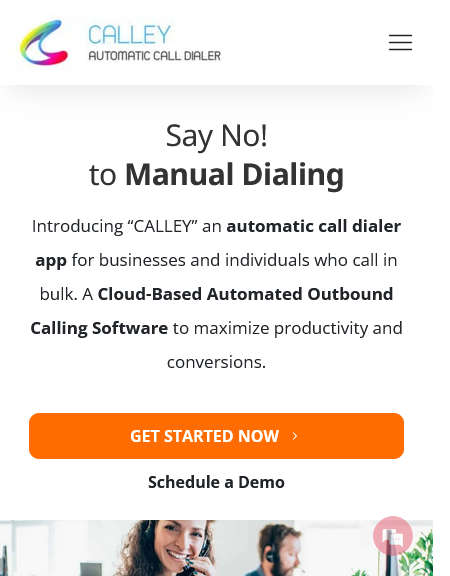 CALLEY
AUTOMATIC CALL DIALER
Say No!
to Manual Dialing
Introducing “CALLEY” an automatic call dialer
app for businesses and individuals who call in
bulk. A Cloud-Based Automated Outbound
Calling Software to maximize productivity and
conversions.
GET STARTED NOW
Schedule a Demo